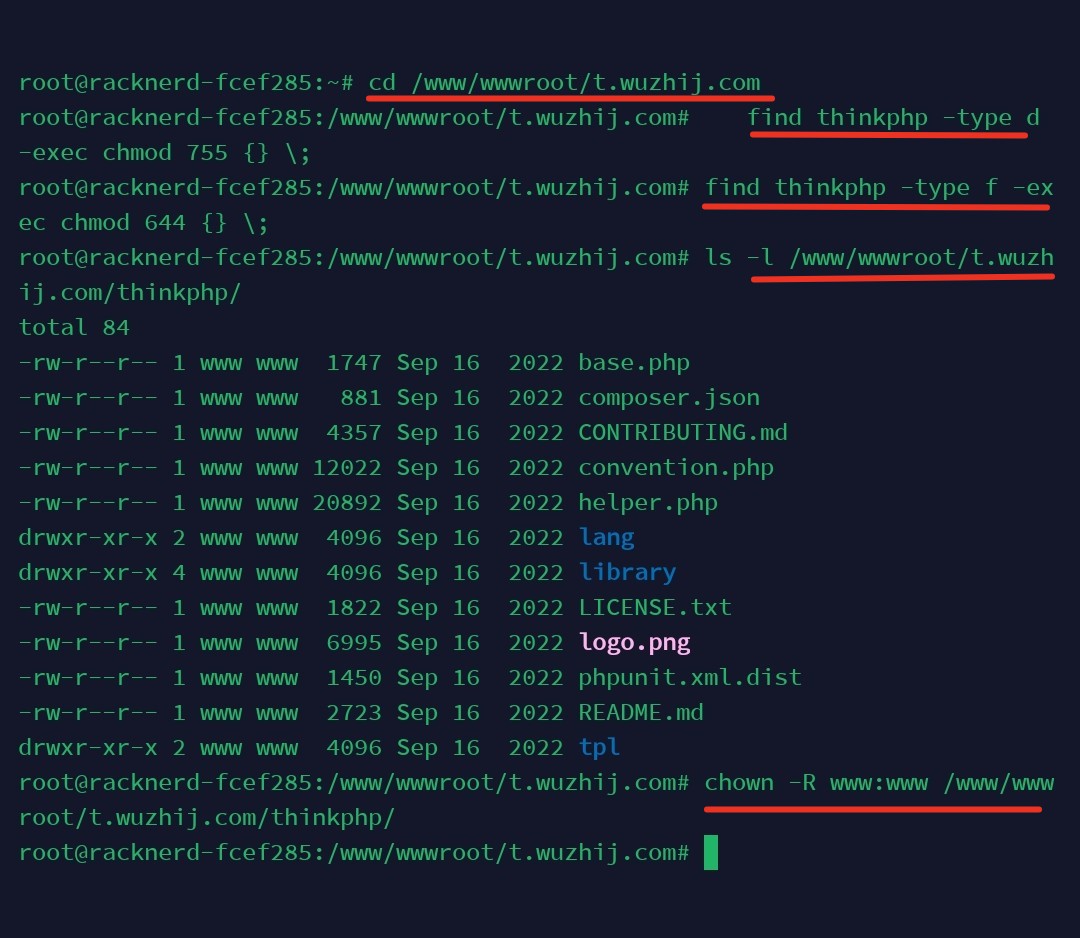 root@racknerd-fcef285:~# cd /www/wwwroot/t.wuzhij.com
root@racknerd-fcef285:/www/wwwroot/t.wuzhij.com#    find thinkphp -type d
-exec chmod 755 {} \;
root@racknerd-fcef285:/www/wwwroot/t.wuzhij.com# find thinkphp -type f -ex
ec chmod 644 {} \;
root@racknerd-fcef285:/www/wwwroot/t.wuzhij.com# ls -l /www/wwwroot/t.wuzh
ij.com/thinkphp/
total 84
-rw-r--r-- 1 www www  1747 Sep 16  2022 base.php
-rw-r--r-- 1 www www   881 Sep 16  2022 composer.json
-rw-r--r-- 1 www www  4357 Sep 16  2022 CONTRIBUTING.md
-rw-r--r-- 1 www www 12022 Sep 16  2022 convention.php
-rw-r--r-- 1 www www 20892 Sep 16  2022 helper.php
drwxr-xr-x 2 www www  4096 Sep 16  2022 lang
drwxr-xr-x 4 www www  4096 Sep 16  2022 library
-rw-r--r-- 1 www www  1822 Sep 16  2022 LICENSE.txt
-rw-r--r-- 1 www www  6995 Sep 16  2022 logo.png
-rw-r--r-- 1 www www  1450 Sep 16  2022 phpunit.xml.dist
-rw-r--r-- 1 www www  2723 Sep 16  2022 README.md
drwxr-xr-x 2 www www  4096 Sep 16  2022 tpl
root@racknerd-fcef285:/www/wwwroot/t.wuzhij.com# chown -R www:www /www/www
root/t.wuzhij.com/thinkphp/
root@racknerd-fcef285:/www/wwwroot/t.wuzhij.com#